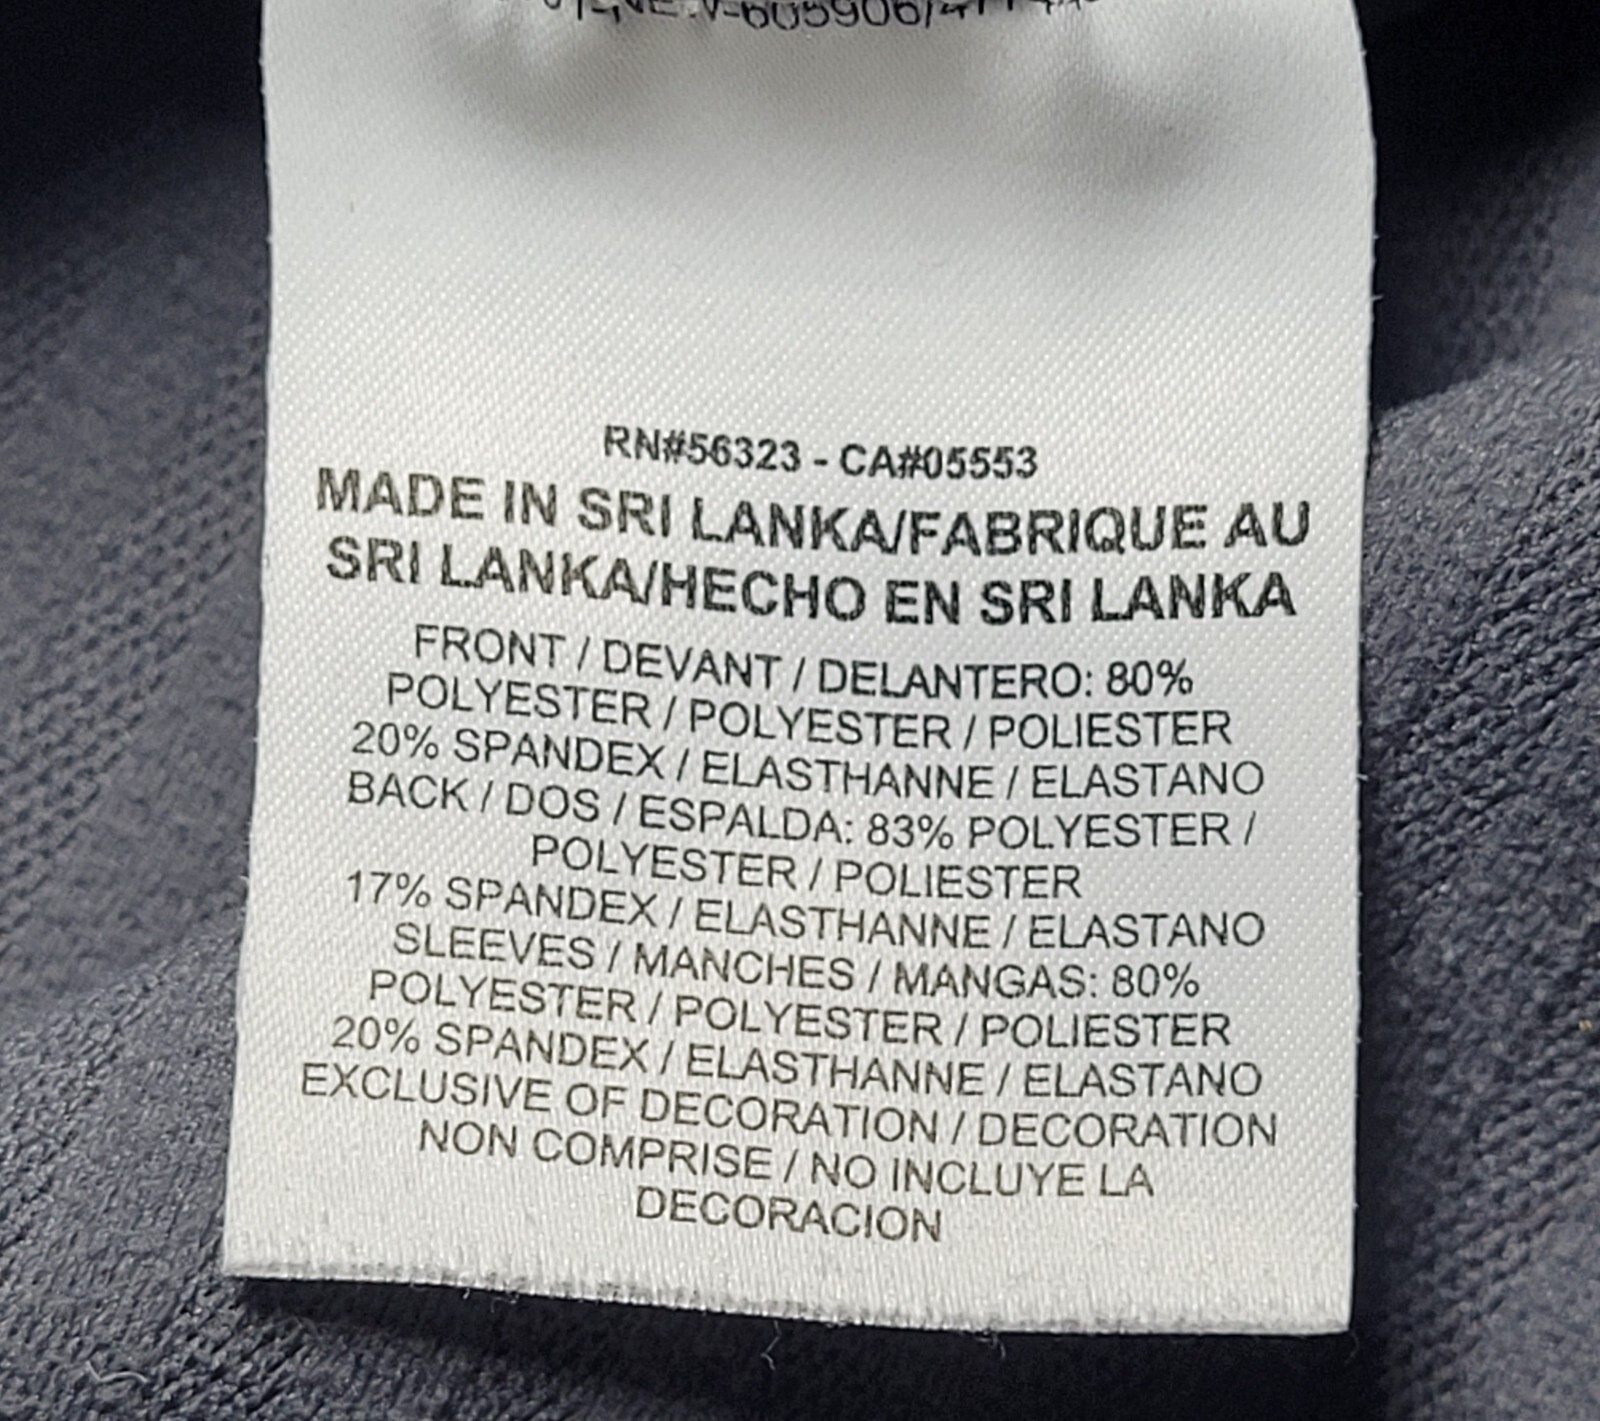 RN#56323 - CA#05553
MADE IN SRI LANKA/FABRIQUE AU
SRI LANKA/HECHO EN SRI LANKA
FRONT / DEVANT / DELANTERO: 80%
POLYESTER / POLYESTER / POLIESTER
20% SPANDEX / ELASTHANNE / ELASTANO
BACK / DOS / ESPALDA: 83% POLYESTER /
POLYESTER / POLIESTER
17% SPANDEX / ELASTHANNE / ELASTANO
SLEEVES / MANCHES / MANGAS: 80%
POLYESTER / POLYESTER / POLIESTER
20% SPANDEX / ELASTHANNE / ELASTANO
EXCLUSIVE OF DECORATION / DECORATION
NON COMPRISE / NO INCLUYE LA
DECORACION